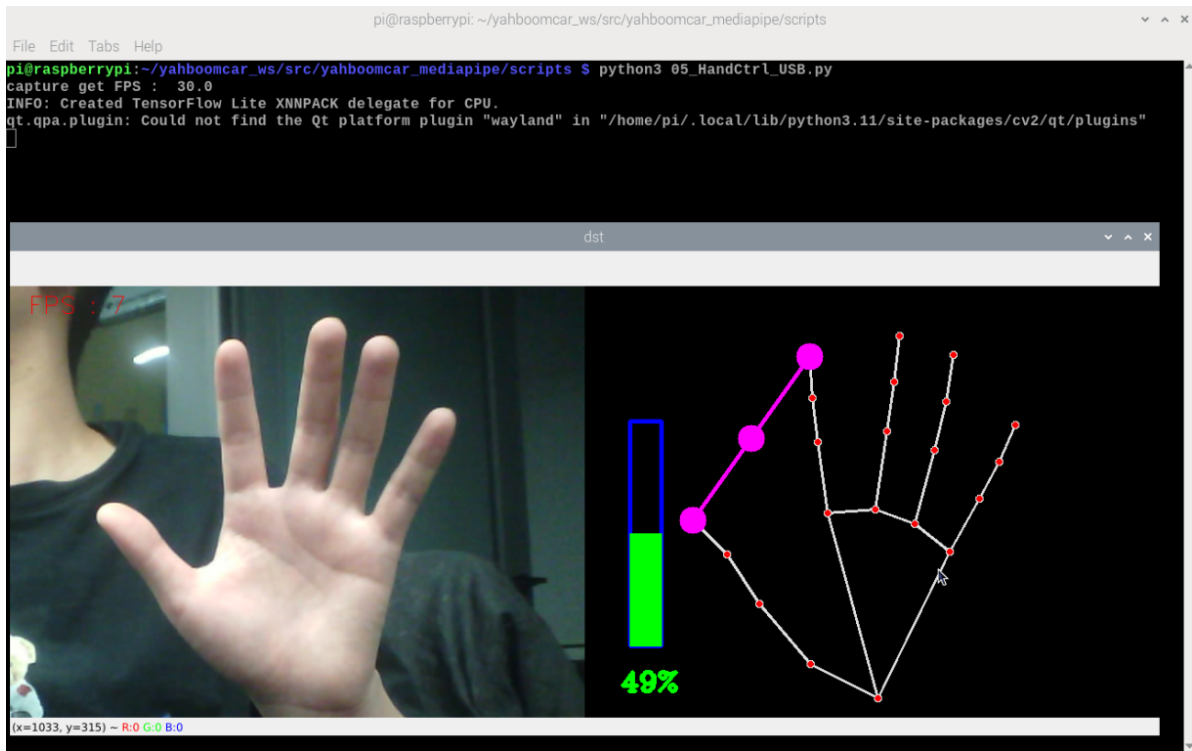 pi@raspberrypi: ~/yahboomcar_ws/src/yahboomcar_mediapipe/scripts
File Edit Tabs Help
pi@raspberrypi:~/yahboomcar_ws/src/yahboomcar_mediapipe/scripts $ python3 05_HandCtrl_USB.py
capture get FPS :  30.0
INFO: Created TensorFlow Lite XNNPACK delegate for CPU.
qt.qpa.plugin: Could not find the Qt platform plugin "wayland" in "/home/pi/.local/lib/python3.11/site-packages/cv2/qt/plugins"
dst
FPS : 7
49%
(x=1033, y=315) ~ R:0 G:0 B:0